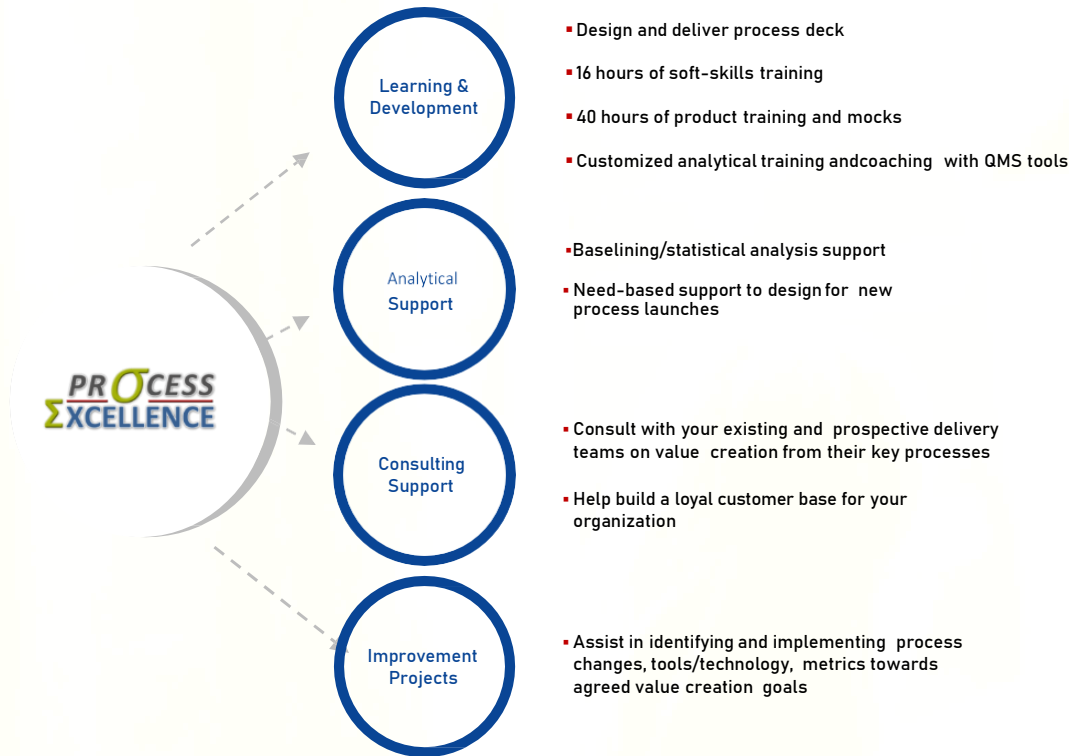 PROCESS
EXCELLENCE
Learning &
Development
▪ Design and deliver process deck
▪ 16 hours of soft-skills training
▪ 40 hours of product training and mocks
▪ Customized analytical training andcoaching with QMS tools
Analytical
Support
▪Baselining/statistical analysis support
▪ Need-based support to design for new
process launches
Consulting
Support
▪ Consult with your existing and prospective delivery
teams on value creation from their key processes
▪ Help build a loyal customer base for your
organization
Improvement
Projects
▪ Assist in identifying and implementing process
changes, tools/technology, metrics towards
agreed value creation goals